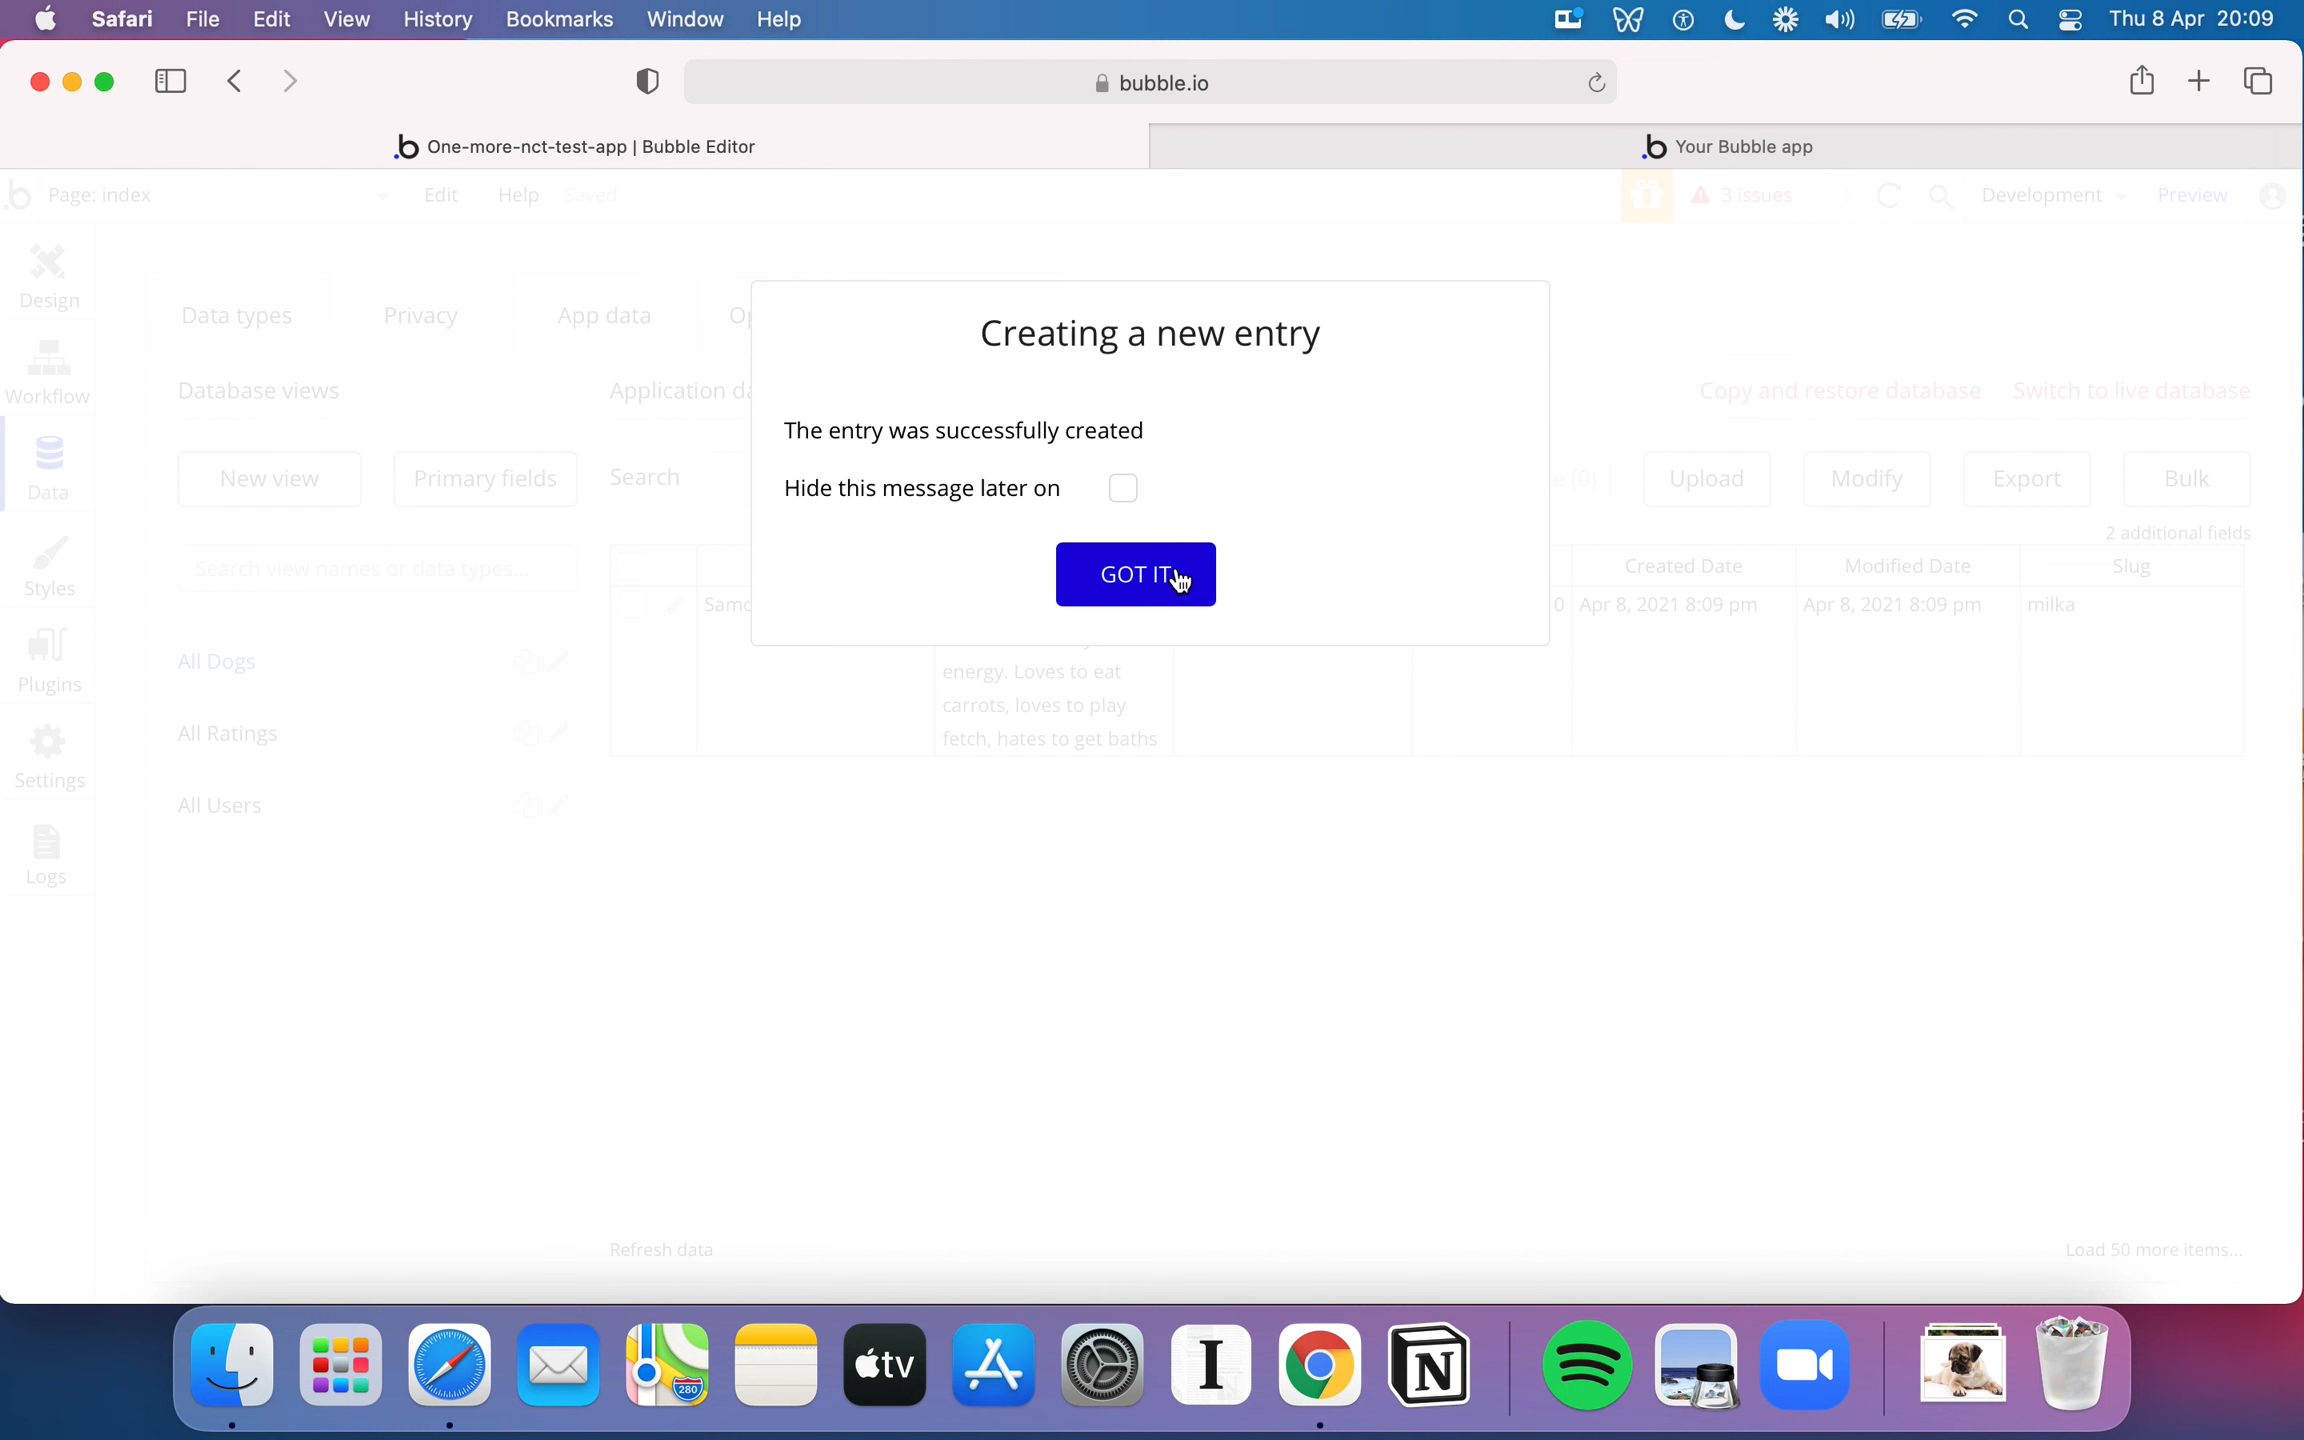 Safari File Edit View History Bookmarks Window Help Thu 8 Apr 20:09
bubble.io
One-more-nct-test-app | Bubble Editor
Your Bubble app
Page: index Edit Help Saved 3 issues Development Preview
Design
Workflow
Data
Styles
Plugins
Settings
Logs
Data types Privacy App data
Database views
New view Primary fields
Search view names or data types...
All Dogs
All Ratings
All Users
Application
Search
Copy and restore database Switch to live database
(0) Upload Modify Export Bulk
2 additional fields
Created Date Modified Date Slug
0 Apr 8, 2021 8:09 pm Apr 8, 2021 8:09 pm milka
energy. Loves to eat
carrots, loves to play
fetch, hates to get baths
Creating a new entry
The entry was successfully created
Hide this message later on
GOT IT
Refresh data Load 50 more items...
280
tv
I
N